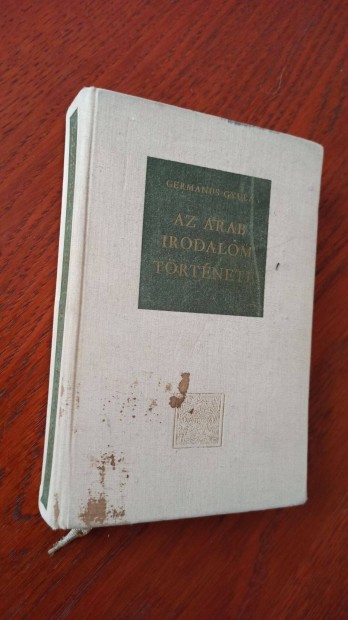 GERMANUS GYULA
AZ ARAB
IRODALOM
TÖRTÉNETE